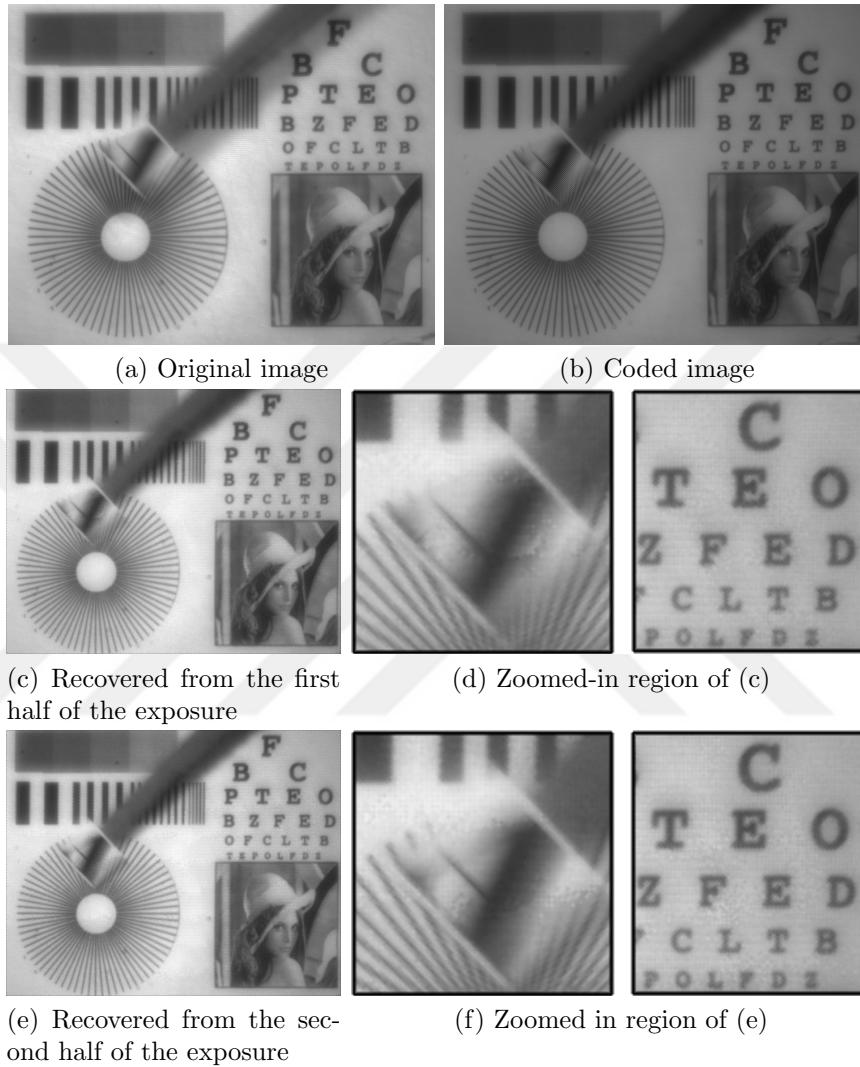 F
B C
P T E O
B Z F E D
O F C L T B
T E P O L F D Z
F
B C
P T E O
B Z F E D
O F C L T B
T E P O L F D Z
(a) Original image
(b) Coded image
F
B C
P T E O
B Z F E D
O F C L T B
T E P O L F D Z
C
T E O
Z F E D
C L T B
P O L F D Z
(c) Recovered from the first
half of the exposure
(d) Zoomed-in region of (c)
F
B C
P T E O
B Z F E D
O F C L T B
T E P O L F D Z
C
T E O
Z F E D
C L T B
P O L F D Z
(e) Recovered from the sec-
ond half of the exposure
(f) Zoomed in region of (e)